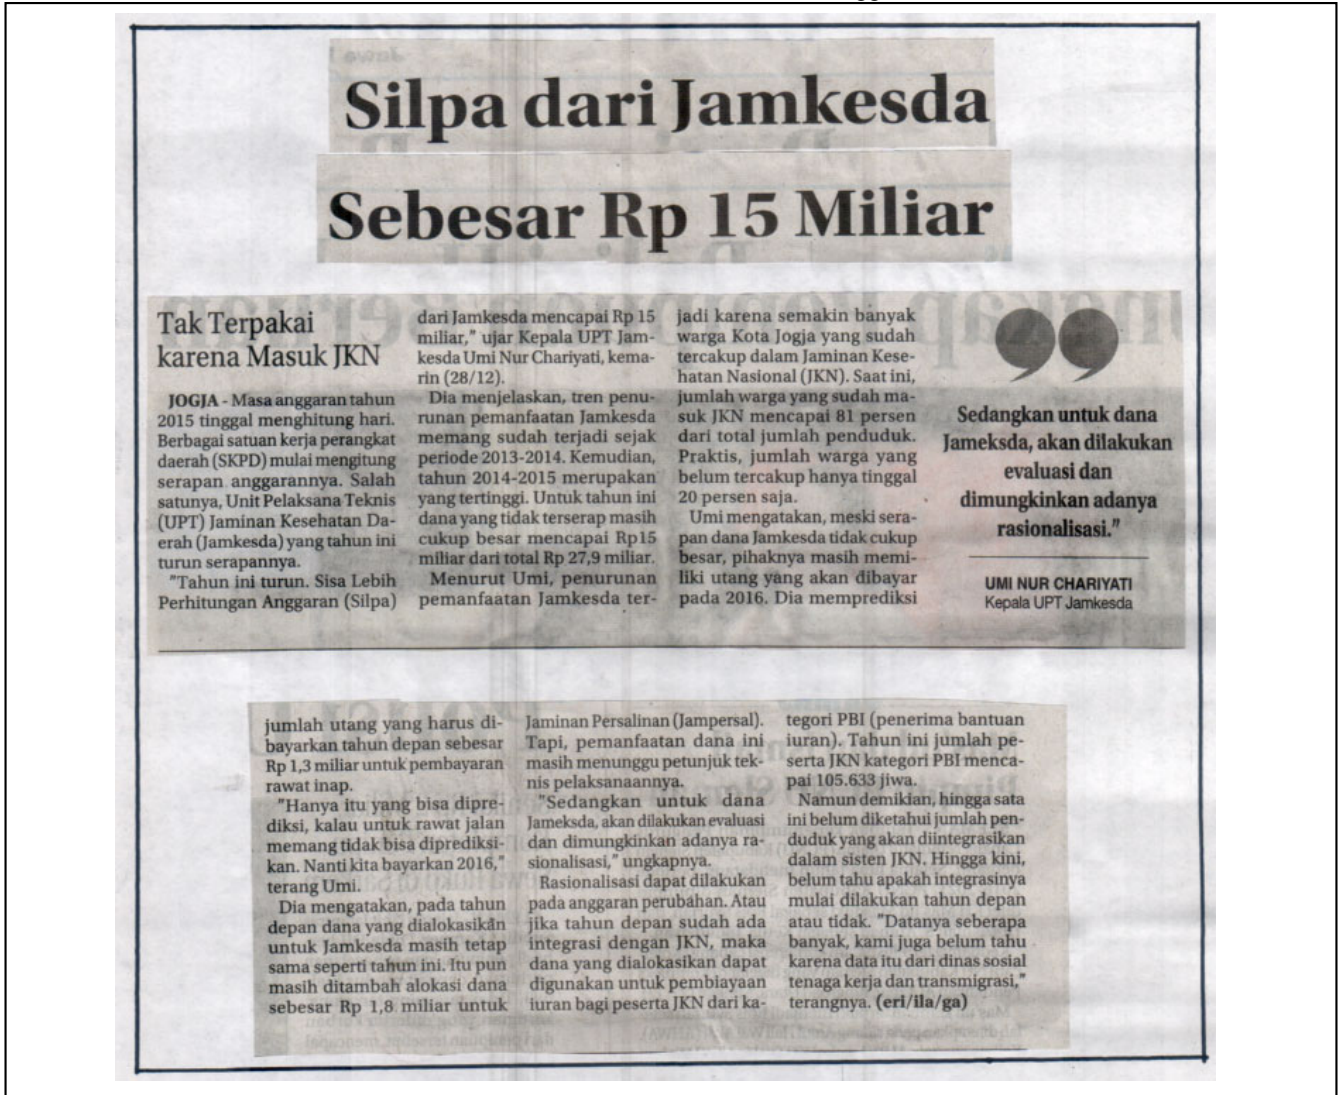 Silpa dari Jamkesda
Sebesar Rp 15 Miliar
Tak Terpakai
karena Masuk JKN
JOGJA - Masa anggaran tahun
2015 tinggal menghitung hari.
Berbagai satuan kerja perangkat
daerah (SKPD) mulai mengitung
serapan anggarannya. Salah
satunya, Unit Pelaksana Teknis
(UPT) Jaminan Kesehatan Da-
erah (Jamkesda) yang tahun ini
turun serapannya.
"Tahun ini turun. Sisa Lebih
Perhitungan Anggaran (Silpa)
dari Jamkesda mencapai Rp 15
miliar," ujar Kepala UPT Jam-
kesda Umi Nur Chariyati, kema-
rin (28/12).
Dia menjelaskan, tren penu-
runan pemanfaatan Jamkesda
memang sudah terjadi sejak
periode 2013-2014. Kemudian,
tahun 2014-2015 merupakan
yang tertinggi. Untuk tahun ini
dana yang tidak terserap masih
cukup besar mencapai Rp15
miliar dari total Rp 27,9 miliar.
Menurut Umi, penurunan
pemanfaatan Jamkesda ter-
jadi karena semakin banyak
warga Kota Jogja yang sudah
tercakup dalam Jaminan Kese-
hatan Nasional (JKN). Saat ini,
jumlah warga yang sudah ma-
suk JKN mencapai 81 persen
dari total jumlah penduduk.
Praktis, jumlah warga yang
belum tercakup hanya tinggal
20 persen saja.
Umi mengatakan, meski sera-
pan dana Jamkesda tidak cukup
besar, pihaknya masih memi-
liki utang yang akan dibayar
pada 2016. Dia memprediksi
Sedangkan untuk dana
Jameksda, akan dilakukan
evaluasi dan
dimungkinkan adanya
rasionalisasi."
UMI NUR CHARIYATI
Kepala UPT Jamkesda
jumlah utang yang harus di-
bayarkan tahun depan sebesar
Rp 1,3 miliar untuk pembayaran
rawat inap.
"Hanya itu yang bisa dipre-
diksi, kalau untuk rawat jalan
memang tidak bisa diprediksi-
kan. Nanti kita bayarkan 2016,"
terang Umi.
Dia mengatakan, pada tahun
depan dana yang dialokasikan
untuk Jamkesda masih tetap
sama seperti tahun ini. Itu pun
masih ditambah alokasi dana
sebesar Rp 1,8 miliar untuk
Jaminan Persalinan (Jampersal).
Tapi, pemanfaatan dana ini
masih menunggu petunjuk tek-
nis pelaksanaannya.
"Sedangkan untuk dana
Jameksda, akan dilakukan evaluasi
dan dimungkinkan adanya ra-
sionalisasi," ungkapnya.
Rasionalisasi dapat dilakukan
pada anggaran perubahan. Atau
jika tahun depan sudah ada
integrasi dengan JKN, maka
dana yang dialokasikan dapat
digunakan untuk pembiayaan
iuran bagi peserta JKN dari ka-
tegori PBI (penerima bantuan
iuran). Tahun ini jumlah pe-
serta JKN kategori PBI menca-
pai 105.633 jiwa.
Namun demikian, hingga sata
ini belum diketahui jumlah pen-
duduk yang akan diintegrasikan
dalam sisten JKN. Hingga kini,
belum tahu apakah integrasinya
mulai dilakukan tahun depan
atau tidak. "Datanya seberapa
banyak, kami juga belum tahu
karena data itu dari dinas sosial
tenaga kerja dan transmigrasi,"
terangnya. (eri/ila/ga)